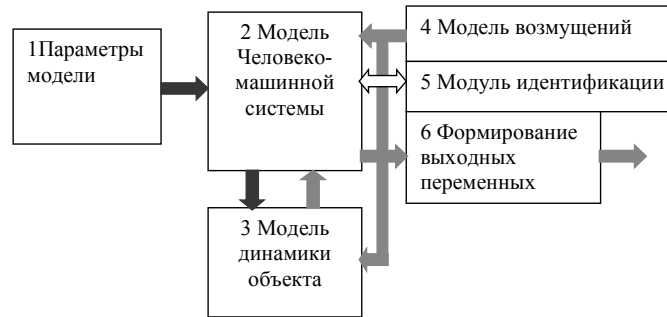 1Параметры
модели
2 Модель
Человеко-
машинной
системы
3 Модель
динамики
объекта
4 Модель возмущений
5 Модуль идентификации
6 Формирование
выходных
переменных